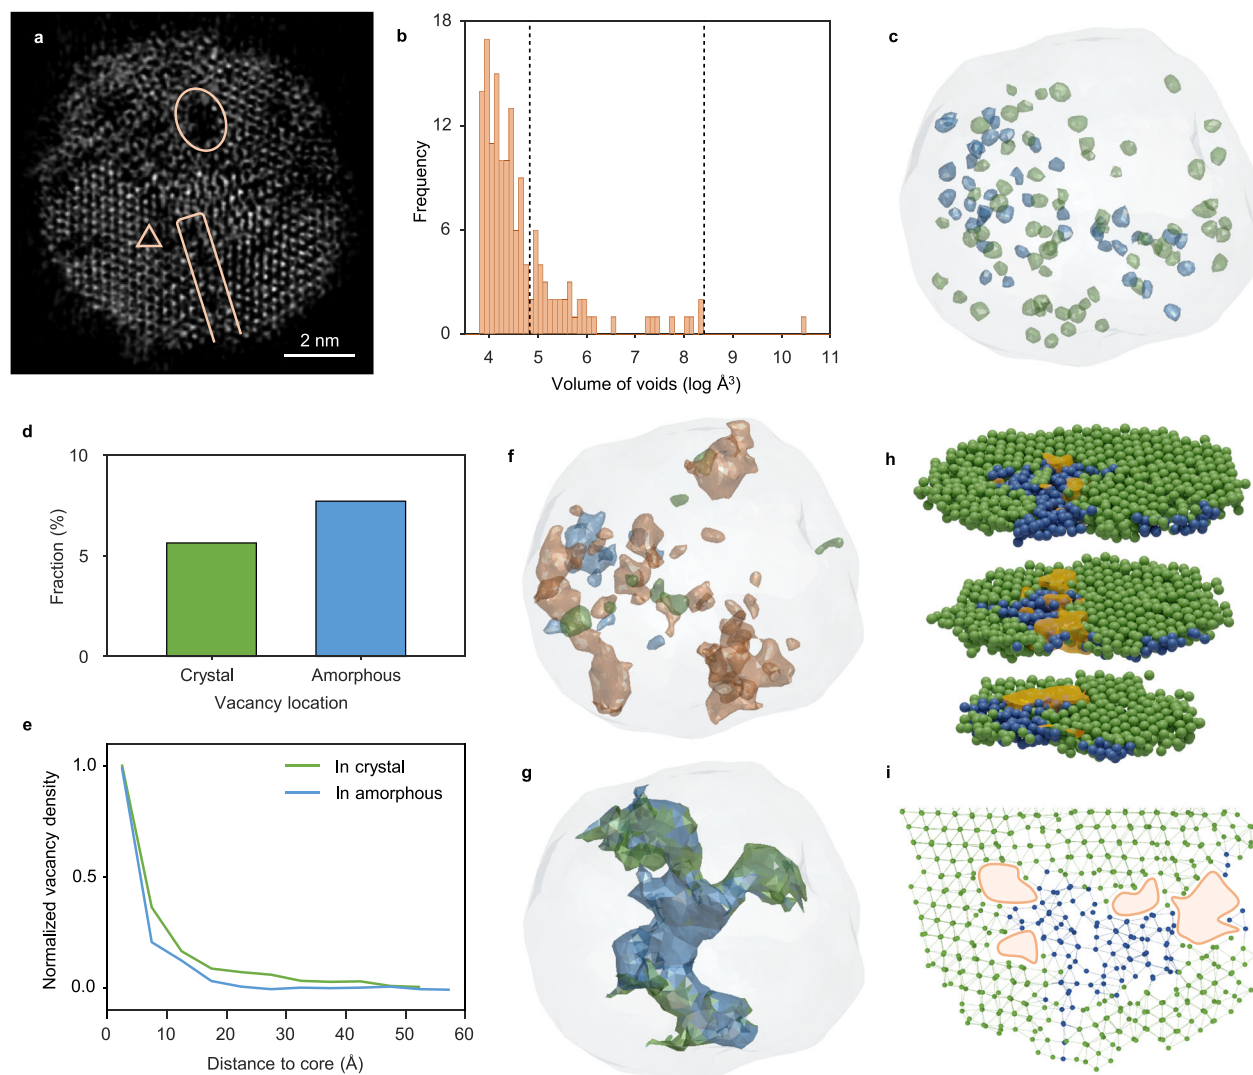 a
2 nm
b
18
12
6
0
Frequency
4 5 6 7 8 9 10 11
Volume of voids (log Å³)
c
d
10
5
0
Fraction (%)
Crystal Amorphous
Vacancy location
e
1.0
0.5
0.0
Normalized vacancy density
In crystal
In amorphous
0 10 20 30 40 50 60
Distance to core (Å)
f
g
h
i